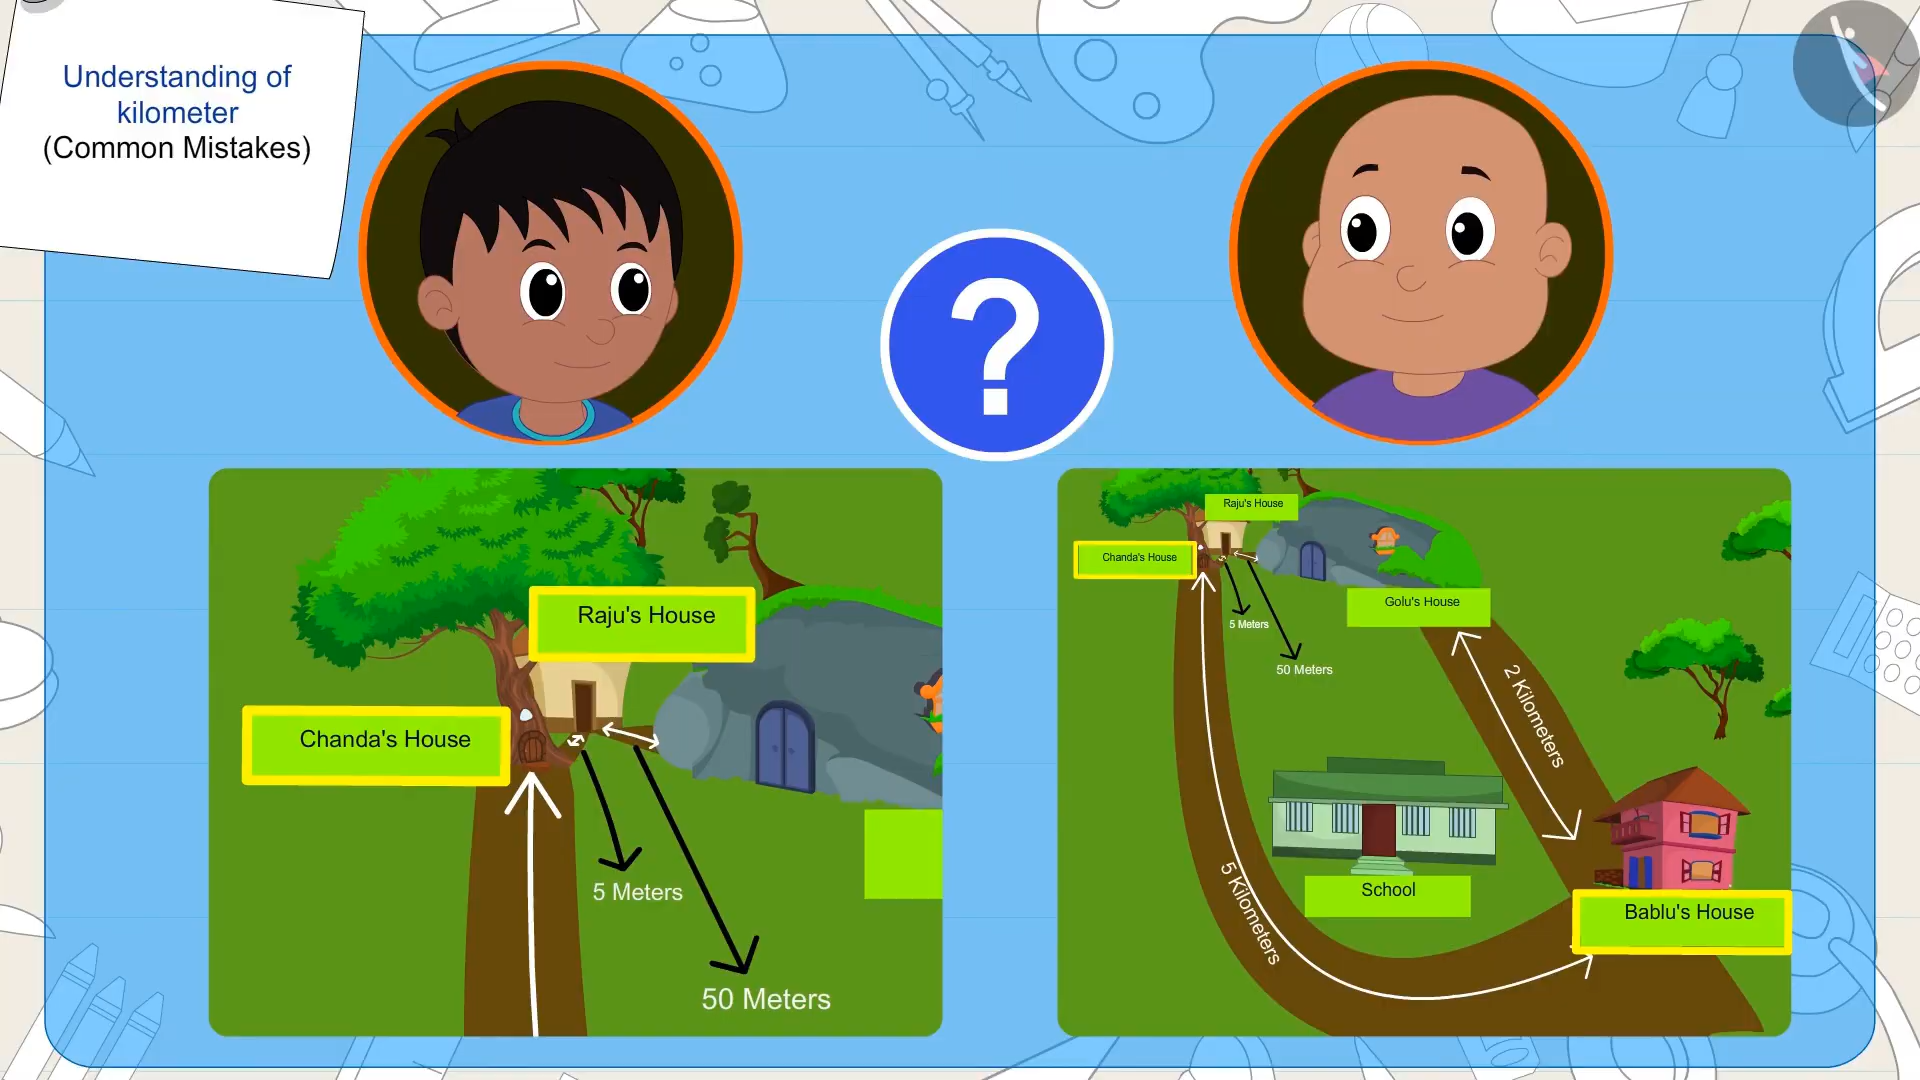 Understanding of
kilometer
(Common Mistakes)
?
Raju's House
Chanda's House
5 Meters
50 Meters
Raju's House
Chanda's House
Golu's House
5 Meters
50 Meters
2 Kilometers
5 Kilometers
School
Bablu's House